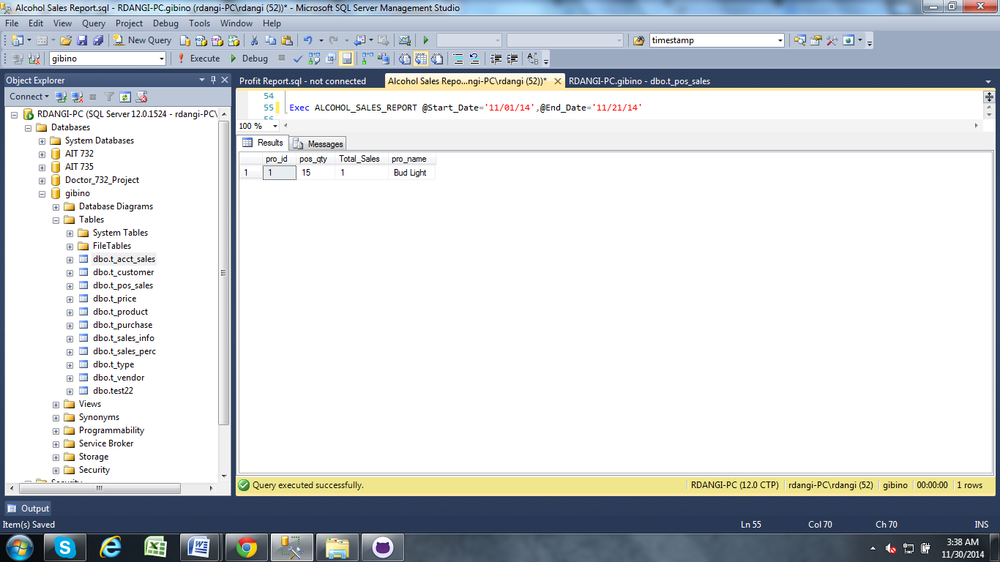 Alcohol Sales Report.sql - RDANGI-PC.gibino (rdangi-PC\rdangi (52))* - Microsoft SQL Server Management Studio
File Edit View Query Project Debug Tools Window Help
New Query timestamp
gibino Execute Debug
Object Explorer
Connect
RDANGI-PC (SQL Server 12.0.1524 - rdangi-PC\
Databases
System Databases
AIT 732
AIT 735
Doctor_732_Project
gibino
Database Diagrams
Tables
System Tables
FileTables
dbo.t_acct_sales
dbo.t_customer
dbo.t_pos_sales
dbo.t_price
dbo.t_product
dbo.t_purchase
dbo.t_sales_info
dbo.t_sales_perc
dbo.t_type
dbo.t_vendor
dbo.test22
Views
Synonyms
Programmability
Service Broker
Storage
Security
Security
Profit Report.sql - not connected Alcohol Sales Repo...ngi-PC\rdangi (52))* RDANGI-PC.gibino - dbo.t_pos_sales
54
55 Exec ALCOHOL_SALES_REPORT @Start_Date='11/01/14',@End_Date='11/21/14'
56
100 %
Results Messages
pro_id pos_qty Total_Sales pro_name
1 1 15 1 Bud Light
Query executed successfully. RDANGI-PC (12.0 CTP) rdangi-PC\rdangi (52) gibino 00:00:00 1 rows
Output
Item(s) Saved Ln 55 Col 70 Ch 70 INS
3:38 AM
11/30/2014